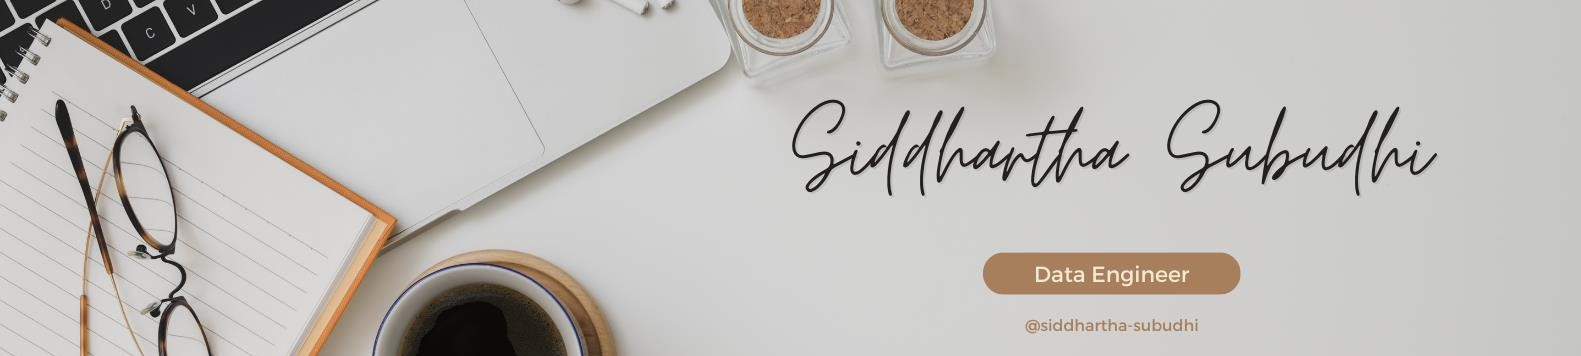 D
C
V
Siddhartha Subudhi
Data Engineer
@siddhartha-subudhi